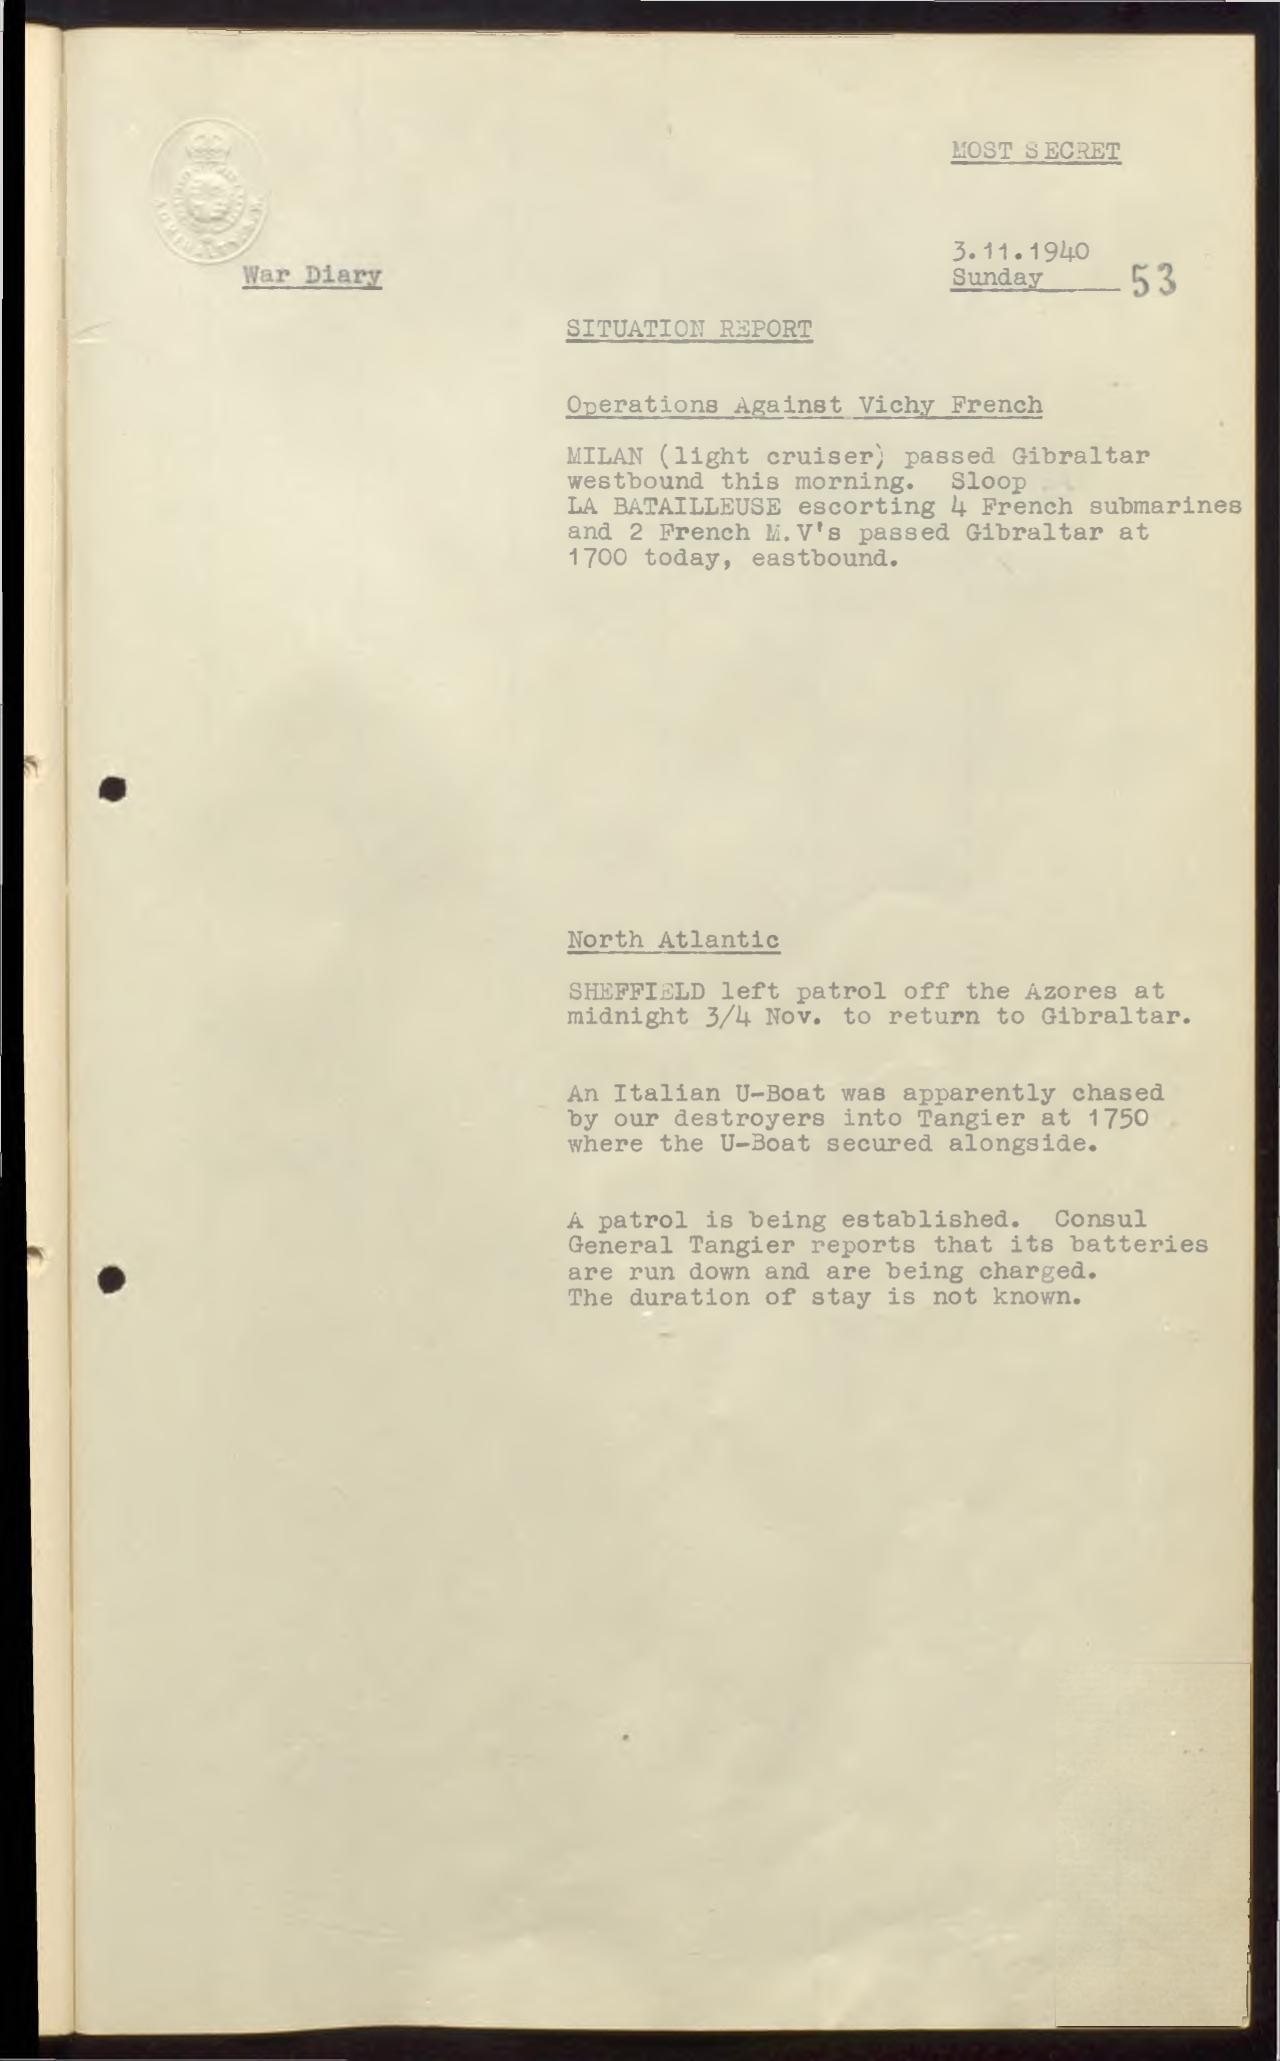 MOST SECRET
3.11.1940
War Diary
Sunday 53
SITUATION REPORT
Operations Against Vichy French
MILAN (light cruiser) passed Gibraltar
westbound this morning. Sloop
LA BATAILLEUSE escorting 4 French submarines
and 2 French M.V's passed Gibraltar at
1700 today, eastbound.
North Atlantic
SHEFFIELD left patrol off the Azores at
midnight 3/4 Nov. to return to Gibraltar.
An Italian U-Boat was apparently chased
by our destroyers into Tangier at 1750
where the U-Boat secured alongside.
A patrol is being established. Consul
General Tangier reports that its batteries
are run down and are being charged.
The duration of stay is not known.